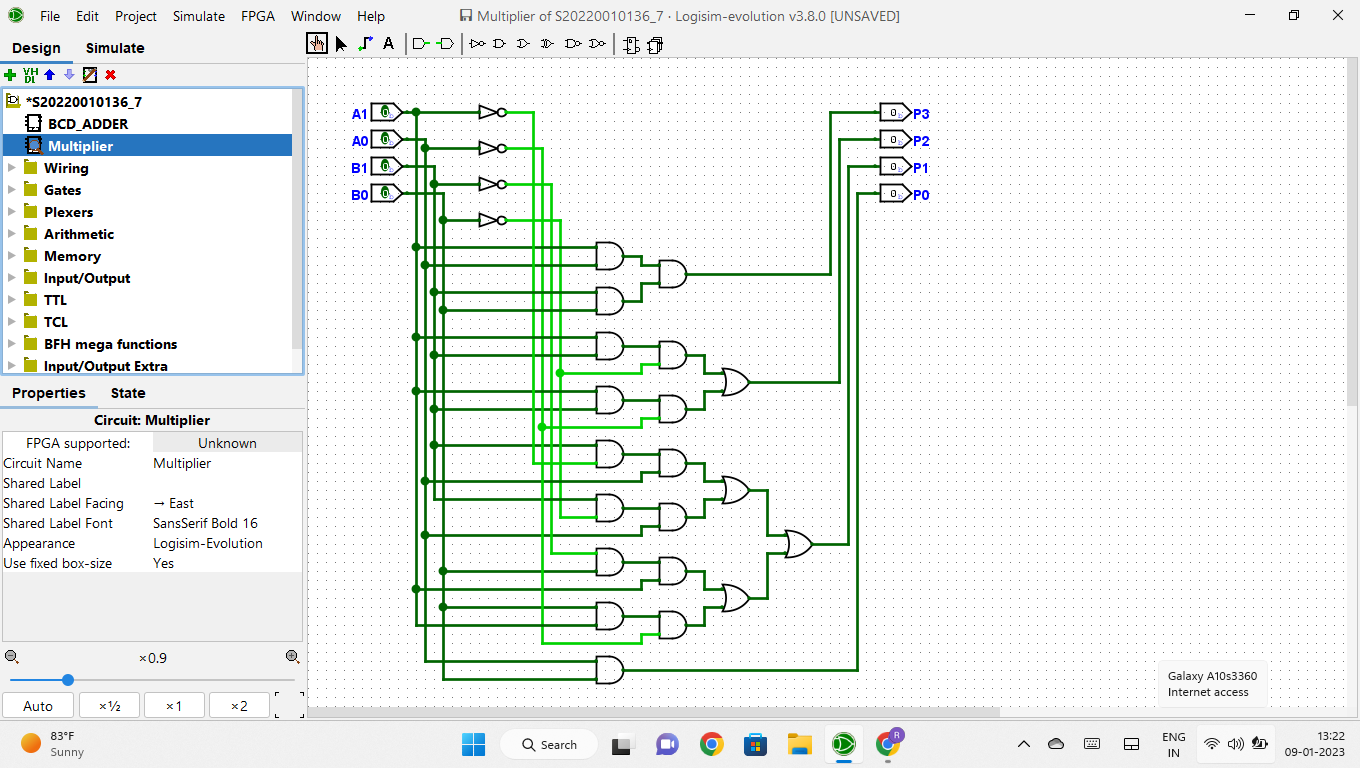 File Edit Project Simulate FPGA Window Help
Multiplier of S20220010136_7 · Logisim-evolution v3.8.0 [UNSAVED]
Design Simulate
A
VH
DL
*S20220010136_7
BCD_ADDER
Multiplier
Wiring
Gates
Plexers
Arithmetic
Memory
Input/Output
TTL
TCL
BFH mega functions
Input/Output Extra
Properties State
Circuit: Multiplier
FPGA supported: Unknown
Circuit Name Multiplier
Shared Label
Shared Label Facing → East
Shared Label Font SansSerif Bold 16
Appearance Logisim-Evolution
Use fixed box-size Yes
×0.9
Auto ×½ ×1 ×2
A1 0 0 P3
A0 0 0 P2
B1 0 0 P1
B0 0 0 P0
Galaxy A10s3360
Internet access
83°F
Sunny
Search
R
ENG
IN
13:22
09-01-2023